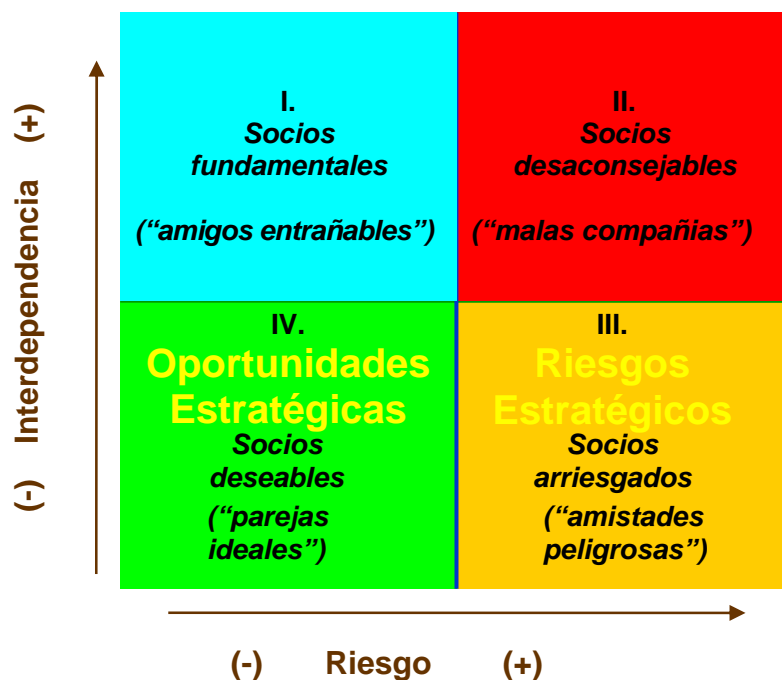 (-) Interdependencia (+)
I.
Socios
fundamentales
(“amigos entrañables”)
II.
Socios
desaconsejables
(“malas compañias”)
IV.
Oportunidades
Estratégicas
Socios
deseables
(“parejas
ideales”)
III.
Riesgos
Estratégicos
Socios
arriesgados
(“amistades
peligrosas”)
(-) Riesgo (+)